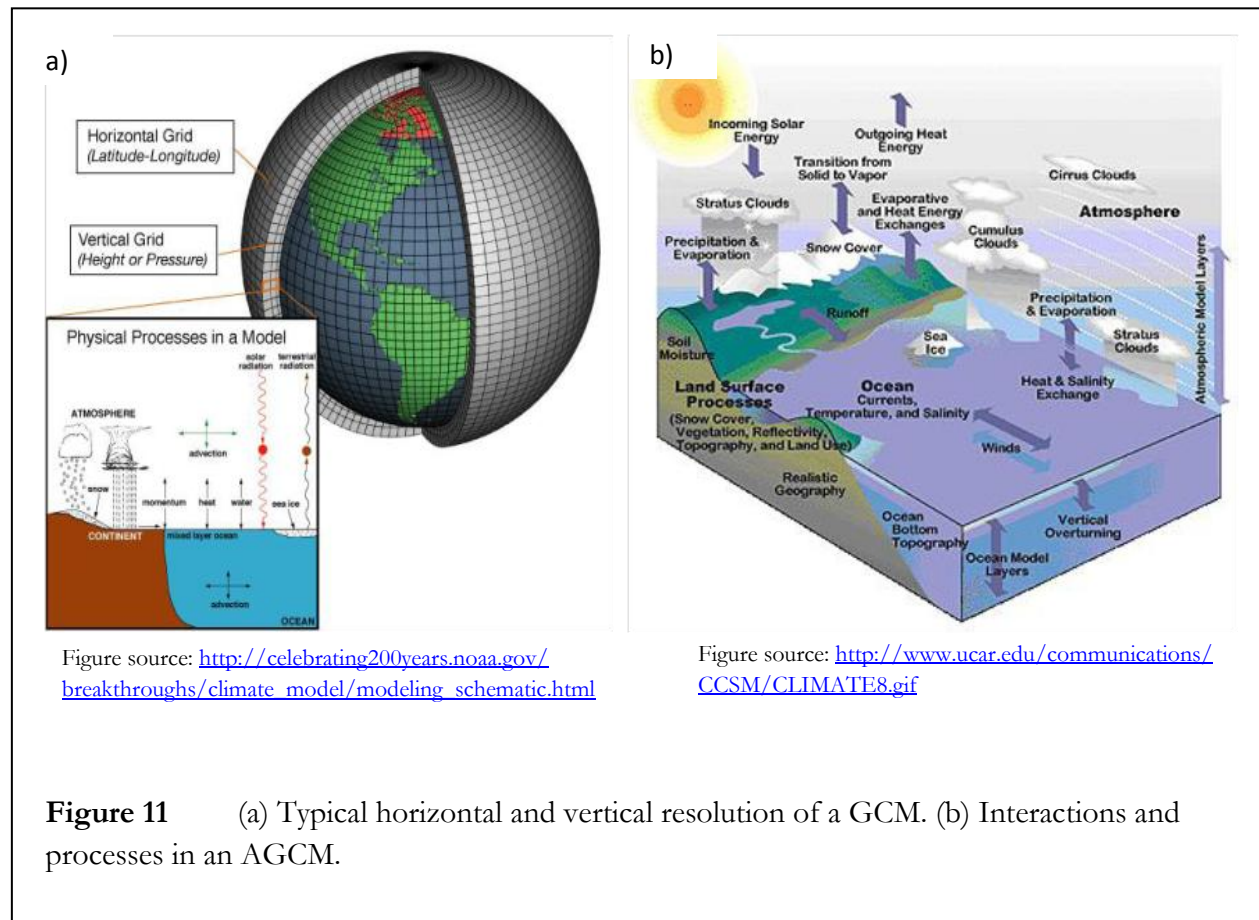 a)
Horizontal Grid
(Latitude-Longitude)
Vertical Grid
(Height or Pressure)
Physical Processes in a Model
solar
radiation
terrestrial
radiation
ATMOSPHERE
advection
snow
momentum
heat
water
sea ice
CONTINENT
mixed layer ocean
advection
OCEAN
Figure source: http://celebrating200years.noaa.gov/
breakthroughs/climate_model/modeling_schematic.html
b)
Incoming Solar
Energy
Outgoing Heat
Energy
Transition from
Solid to Vapor
Cirrus Clouds
Stratus Clouds
Evaporative
and Heat Energy
Exchanges
Atmosphere
Cumulus
Clouds
Precipitation &
Evaporation
Snow Cover
Atmospheric Model Layers
Precipitation
& Evaporation
Runoff
Stratus
Clouds
Soil
Moisture
Sea
Ice
Land Surface
Processes
(Snow Cover,
Vegetation, Reflectivity,
Topography, and Land Use)
Ocean
Currents,
Temperature, and Salinity
Heat & Salinity
Exchange
Winds
Realistic
Geography
Ocean
Bottom
Topography
Vertical
Overturning
Ocean Model
Layers
Figure source: http://www.ucar.edu/communications/
CCSM/CLIMATE8.gif
Figure 11 (a) Typical horizontal and vertical resolution of a GCM. (b) Interactions and
processes in an AGCM.